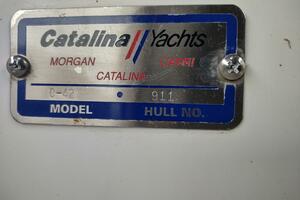 Catalina Yachts
MORGAN CAPRI
CATALINA
C-42 • 911
MODEL HULL NO.